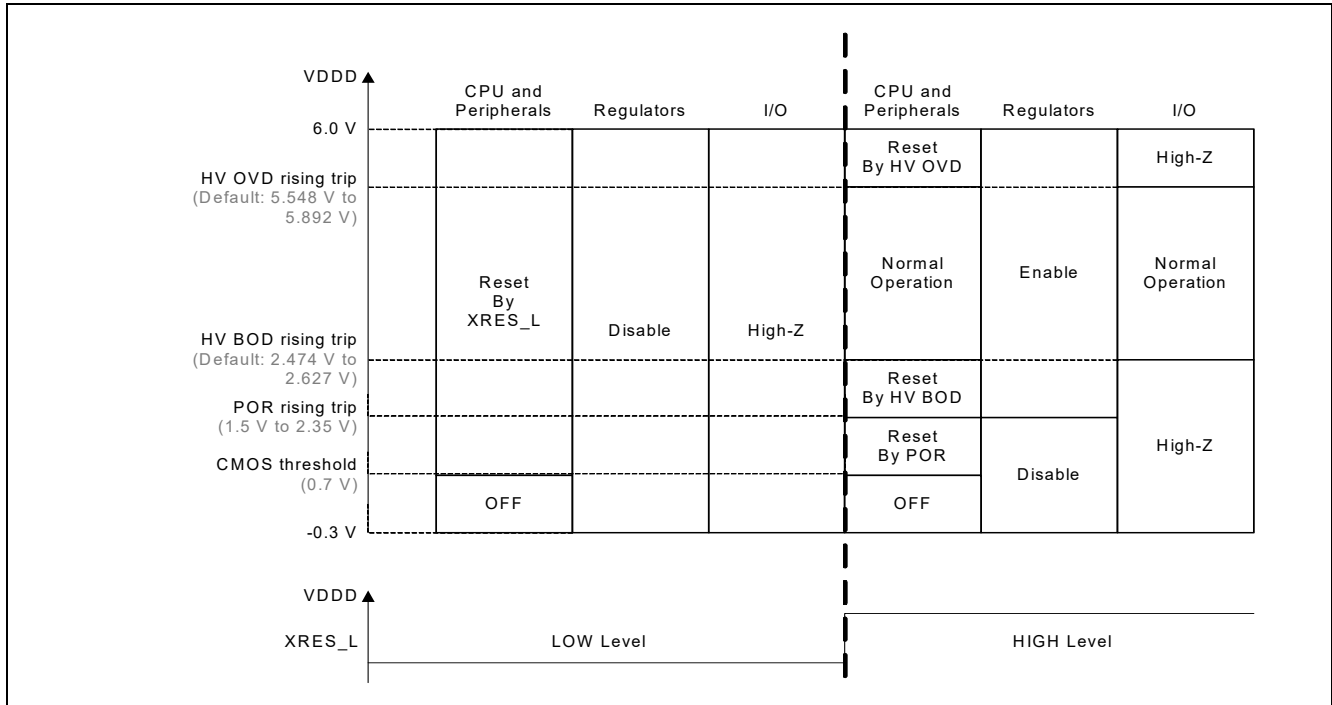 VDDD
CPU and
Peripherals
Regulators
I/O
CPU and
Peripherals
Regulators
I/O
6.0 V
Reset
By HV OVD
High-Z
HV OVD rising trip
(Default: 5.548 V to
5.892 V)
Reset
By
XRES_L
Disable
High-Z
Normal
Operation
Enable
Normal
Operation
HV BOD rising trip
(Default: 2.474 V to
2.627 V)
Reset
By HV BOD
POR rising trip
(1.5 V to 2.35 V)
Reset
By POR
High-Z
CMOS threshold
(0.7 V)
Disable
OFF
OFF
-0.3 V
VDDD
XRES_L
LOW Level
HIGH Level